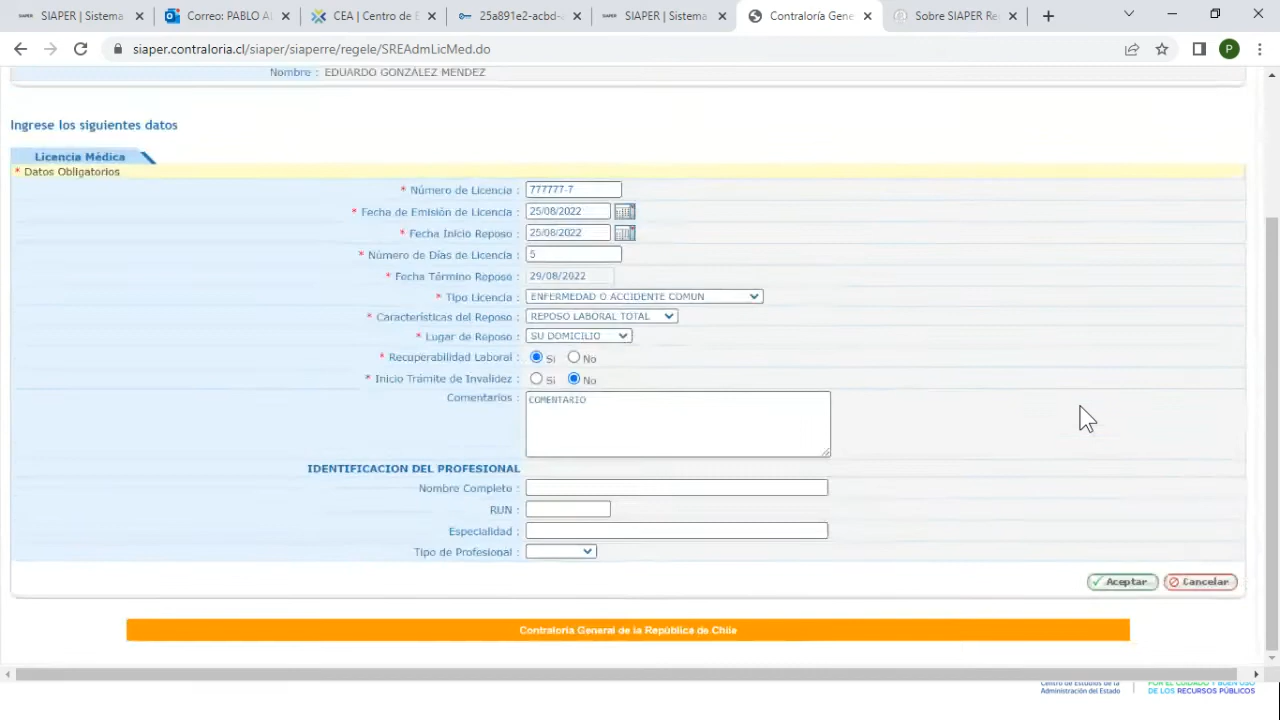 SIAPER | Sistema
Correo: PABLO AL
CEA | Centro de E
25a891e2-acbd-
SIAPER | Sistema
Contraloría Gene
Sobre SIAPER Re
siaper.contraloria.cl/siaper/siaperre/regele/SREAdmLicMed.do
P
Nombre : EDUARDO GONZÁLEZ MENDEZ
Ingrese los siguientes datos
Licencia Médica
* Datos Obligatorios
* Número de Licencia : 777777-7
* Fecha de Emisión de Licencia : 25/08/2022
* Fecha Inicio Reposo : 25/08/2022
* Número de Días de Licencia : 5
* Fecha Término Reposo : 29/08/2022
* Tipo Licencia : ENFERMEDAD O ACCIDENTE COMUN
* Características del Reposo : REPOSO LABORAL TOTAL
* Lugar de Reposo : SU DOMICILIO
* Recuperabilidad Laboral : Si No
* Inicio Trámite de Invalidez : Si No
Comentarios : COMENTARIO
IDENTIFICACION DEL PROFESIONAL
Nombre Completo :
RUN :
Especialidad :
Tipo de Profesional :
Aceptar Cancelar
Contraloría General de la República de Chile
Centro de Estudios de la
Administración del Estado
POR EL CUIDADO Y BUEN USO
DE LOS RECURSOS PÚBLICOS